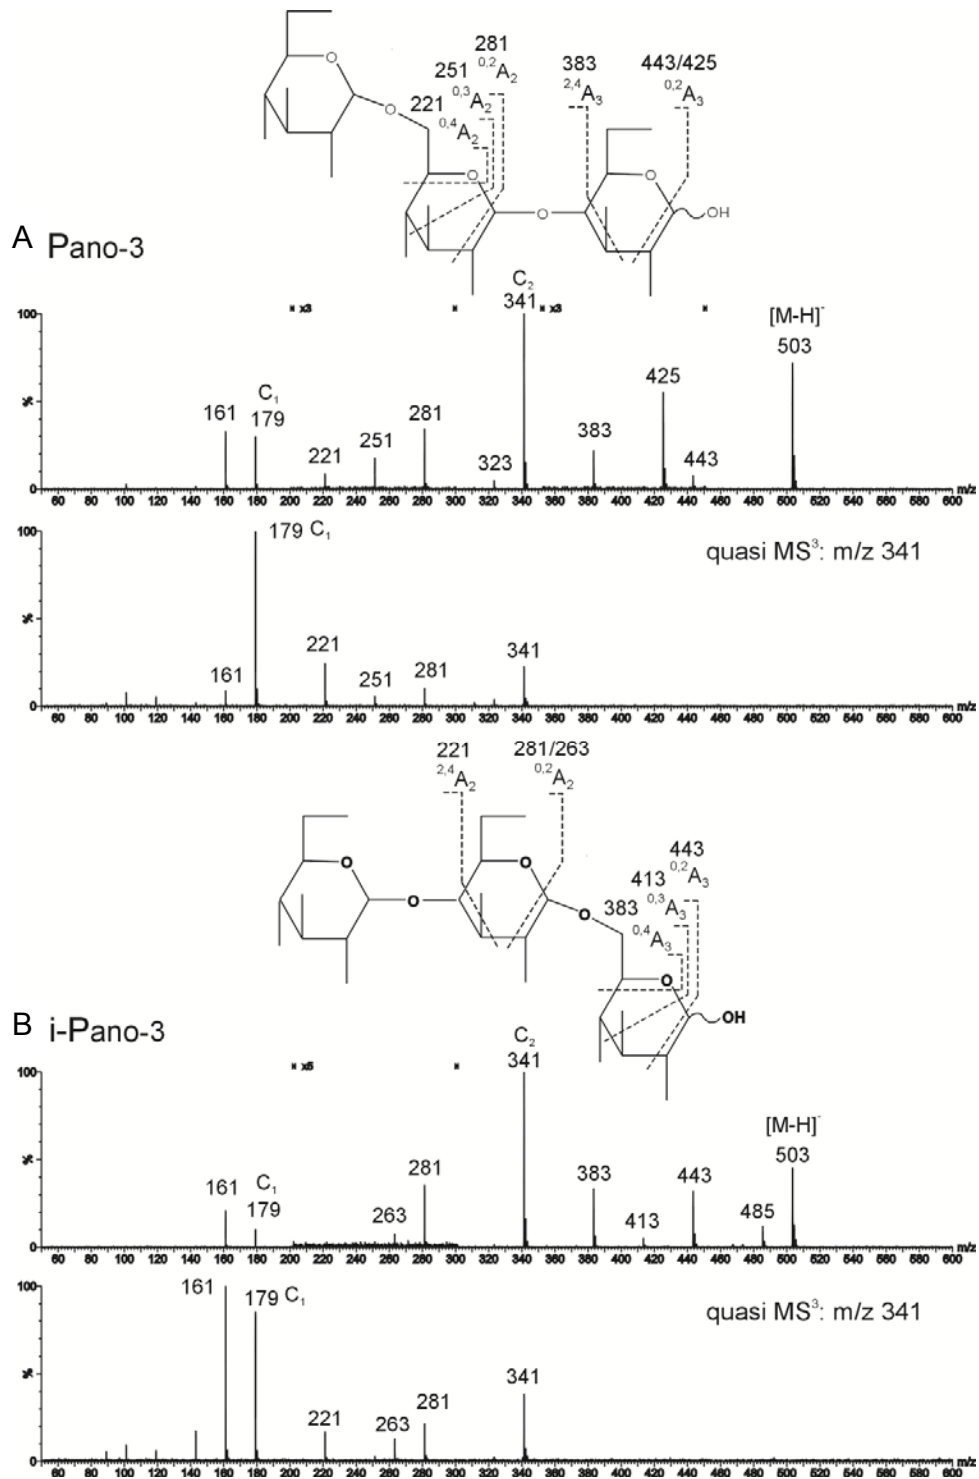 281
0,2A2
251
0,3A2
221
0,4A2
383
2,4A3
443/425
0,2A3
O
O
O
O
O
OH
A Pano-3
C2
341
x3
x3
[M-H]-
503
100
%
0
161
C1
179
221
251
281
323
383
425
443
60 80 100 120 140 160 180 200 220 240 260 280 300 320 340 360 380 400 420 440 460 480 500 520 540 560 580 600 m/z
100
%
0
179 C1
quasi MS3: m/z 341
161
221
251
281
341
60 80 100 120 140 160 180 200 220 240 260 280 300 320 340 360 380 400 420 440 460 480 500 520 540 560 580 600 m/z
221
2,4A2
281/263
0,2A2
443
0,2A3
413
0,3A3
383
0,4A3
O
O
O
O
O
OH
B i-Pano-3
C2
341
x5
[M-H]-
503
100
%
0
161
C1
179
263
281
383
413
443
485
60 80 100 120 140 160 180 200 220 240 260 280 300 320 340 360 380 400 420 440 460 480 500 520 540 560 580 600 m/z
100
%
0
161
179 C1
quasi MS3: m/z 341
221
263
281
341
60 80 100 120 140 160 180 200 220 240 260 280 300 320 340 360 380 400 420 440 460 480 500 520 540 560 580 600 m/z